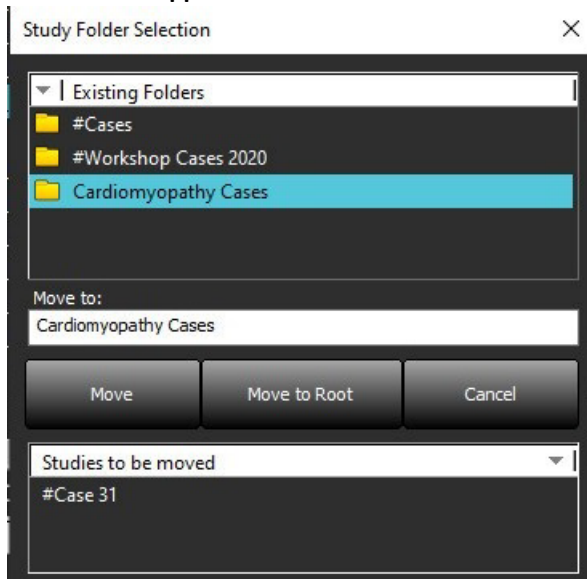 Study Folder Selection
Existing Folders
#Cases
#Workshop Cases 2020
Cardiomyopathy Cases
Move to:
Cardiomyopathy Cases
Move
Move to Root
Cancel
Studies to be moved
#Case 31